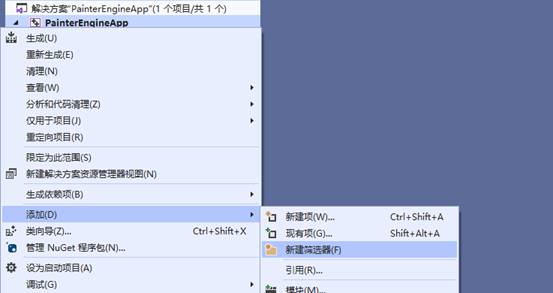 解决方案"PainterEngineApp"(1 个项目/共 1 个)
PainterEngineApp
生成(U)
重新生成(E)
清理(N)
查看(W)
分析和代码清理(Z)
仅用于项目(J)
重定向项目(R)
限定为此范围(S)
新建解决方案资源管理器视图(N)
生成依赖项(B)
添加(D)
类向导(Z)... Ctrl+Shift+X
管理 NuGet 程序包(N)...
设为启动项目(A)
调试(G)
新建项(W)... Ctrl+Shift+A
现有项(G)... Shift+Alt+A
新建筛选器(F)
引用(R)...
模块(M)...